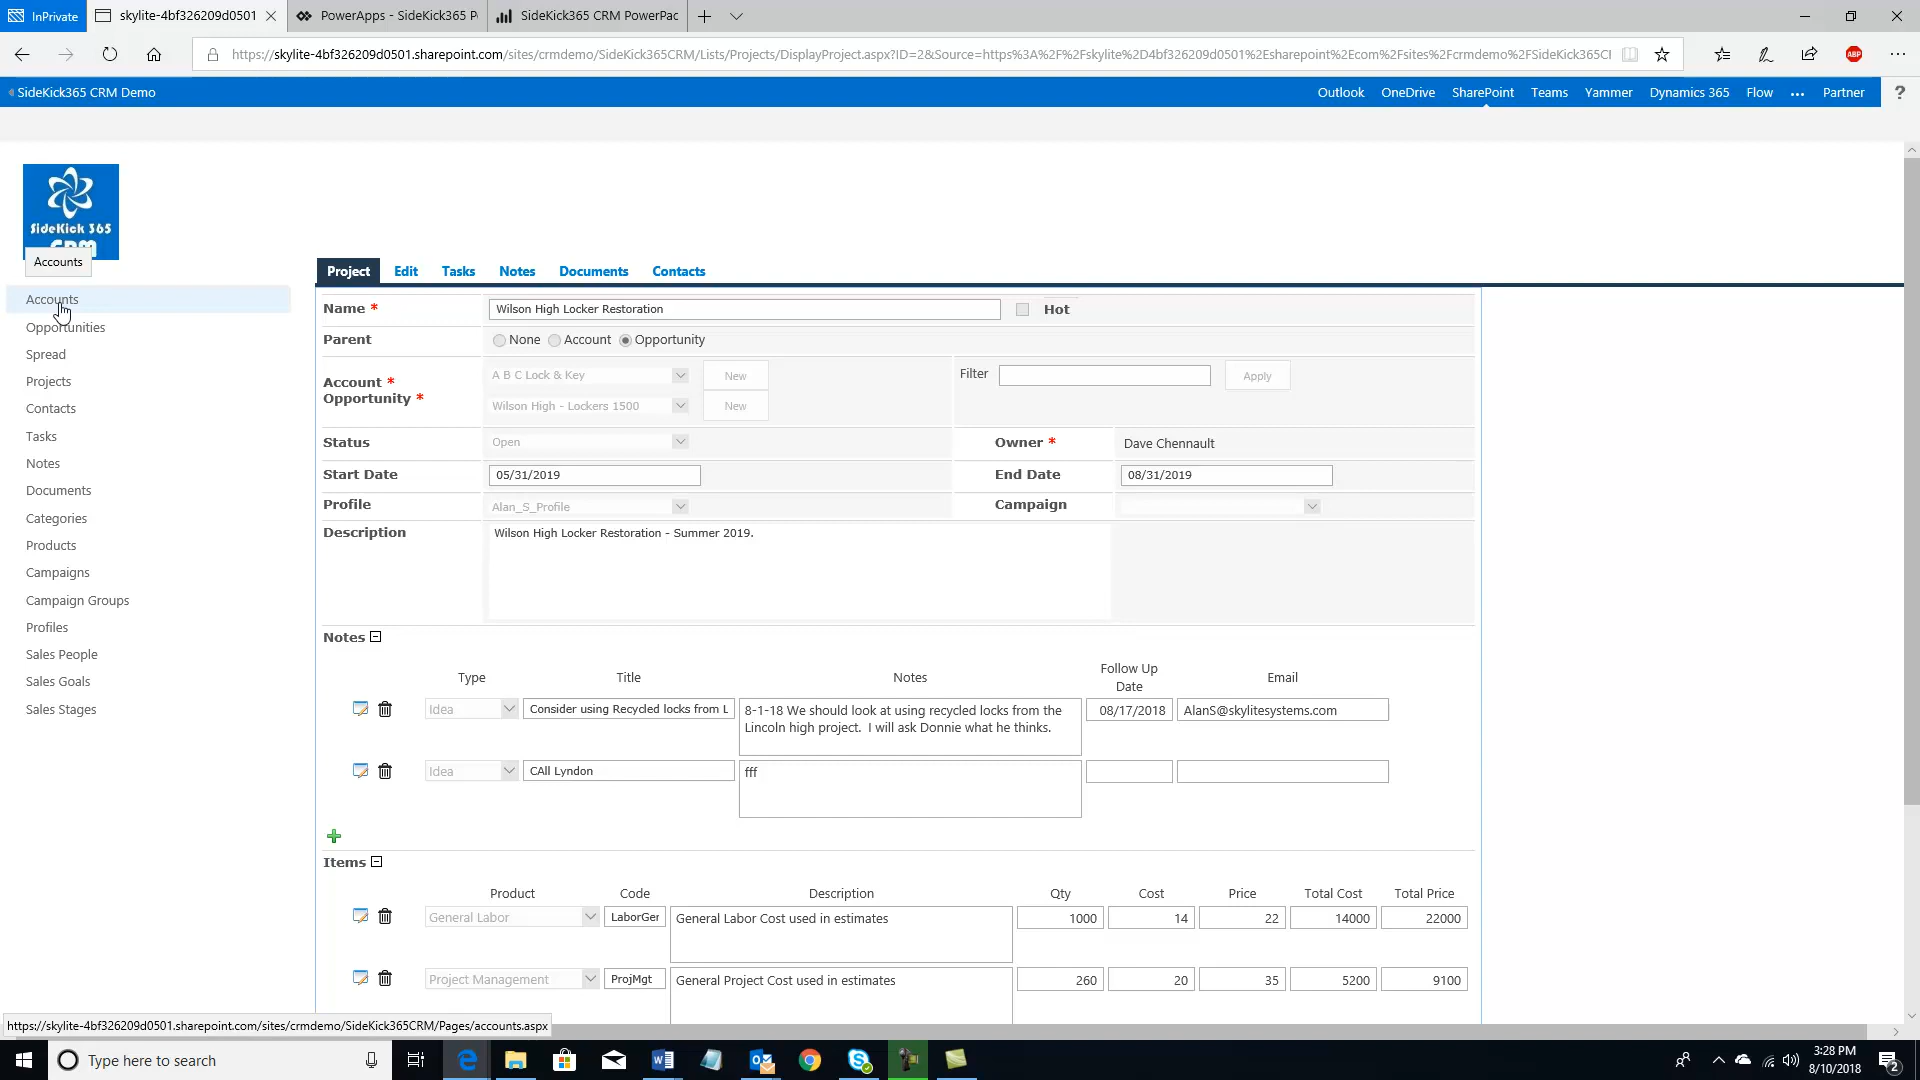 InPrivate
skylite-4bf326209d0501
PowerApps - SideKick365 P
SideKick365 CRM PowerPac
https://skylite-4bf326209d0501.sharepoint.com/sites/crmdemo/SideKick365CRM/Lists/Projects/DisplayProject.aspx?ID=2&Source=https%3A%2F%2Fskylite%2D4bf326209d0501%2Esharepoint%2Ecom%2Fsites%2Fcrmdemo%2FSideKick365CI
ABP
SideKick365 CRM Demo
Outlook OneDrive SharePoint Teams Yammer Dynamics 365 Flow ... Partner ?
SideKick 365
CRM
Accounts
Accounts
Opportunities
Spread
Projects
Contacts
Tasks
Notes
Documents
Categories
Products
Campaigns
Campaign Groups
Profiles
Sales People
Sales Goals
Sales Stages
Project Edit Tasks Notes Documents Contacts
Name * Wilson High Locker Restoration Hot
Parent None Account Opportunity
Account * A B C Lock & Key New Filter Apply
Opportunity * Wilson High - Lockers 1500 New
Status Open Owner * Dave Chennault
Start Date 05/31/2019 End Date 08/31/2019
Profile Alan_S_Profile Campaign
Description Wilson High Locker Restoration - Summer 2019.
Notes
Type Title Notes Follow Up Date Email
Idea Consider using Recycled locks from L 8-1-18 We should look at using recycled locks from the 08/17/2018 AlanS@skylitesystems.com
Lincoln high project. I will ask Donnie what he thinks.
Idea CAll Lyndon fff
Items
Product Code Description Qty Cost Price Total Cost Total Price
General Labor LaborGer General Labor Cost used in estimates 1000 14 22 14000 22000
Project Management ProjMgt General Project Cost used in estimates 260 20 35 5200 9100
https://skylite-4bf326209d0501.sharepoint.com/sites/crmdemo/SideKick365CRM/Pages/accounts.aspx
Type here to search
3:28 PM
8/10/2018
2